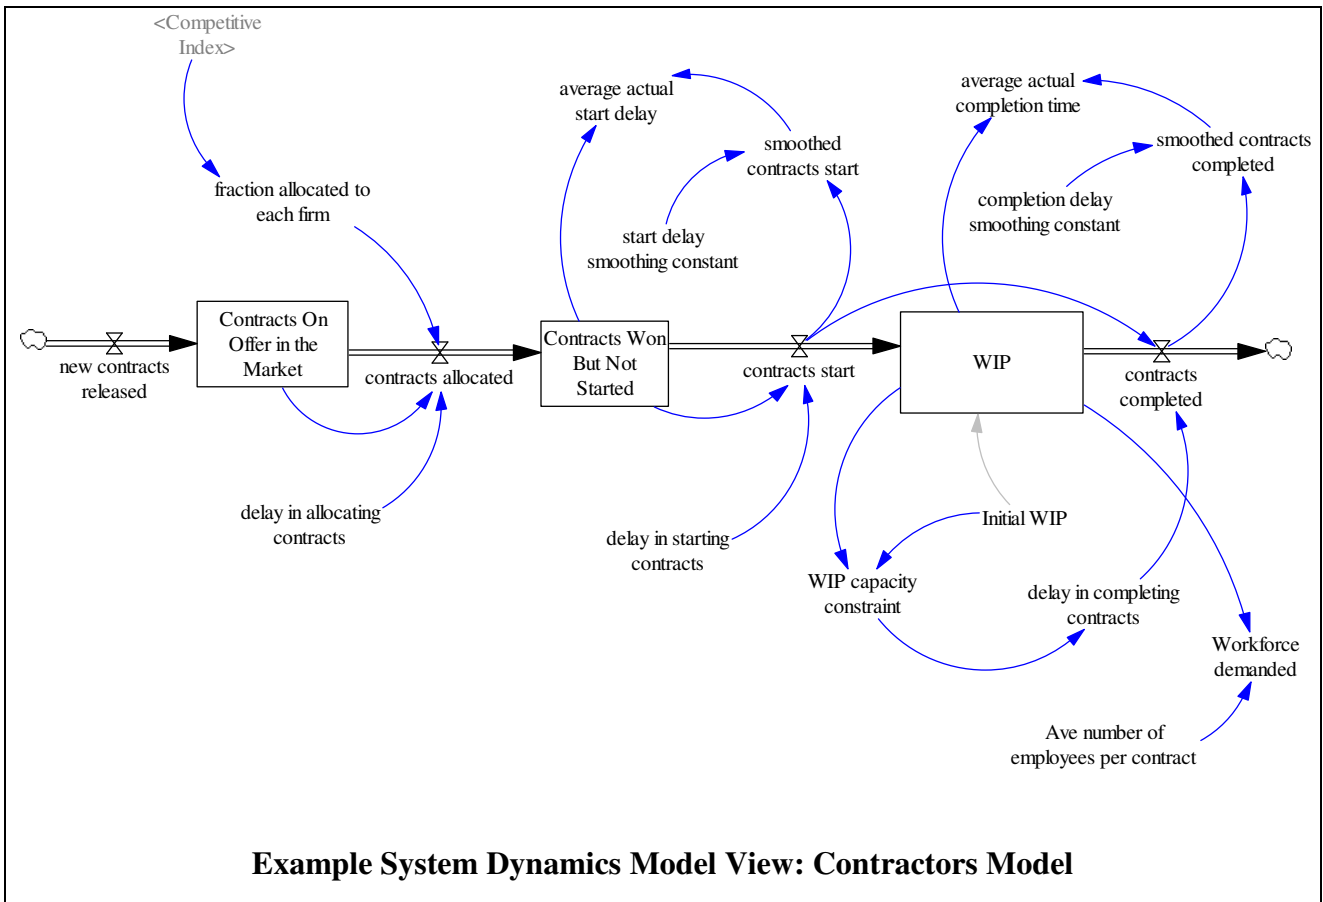 <Competitive
Index>
average actual
start delay
average actual
completion time
smoothed
contracts start
smoothed contracts
completed
fraction allocated to
each firm
completion delay
smoothing constant
start delay
smoothing constant
Contracts On
Offer in the
Market
new contracts
released
contracts allocated
Contracts Won
But Not
Started
contracts start
WIP
contracts
completed
delay in allocating
contracts
delay in starting
contracts
Initial WIP
WIP capacity
constraint
delay in completing
contracts
Workforce
demanded
Ave number of
employees per contract
Example System Dynamics Model View: Contractors Model